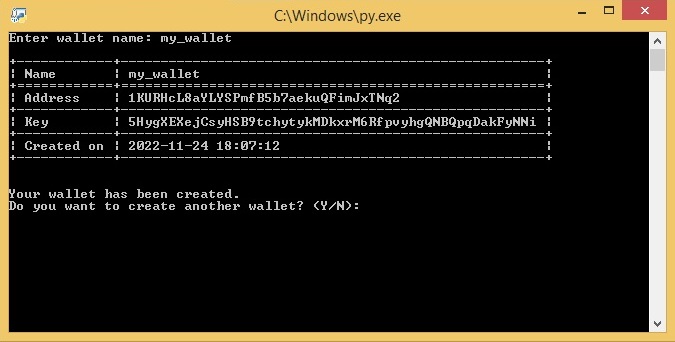 C:\Windows\py.exe
Enter wallet name: my_wallet
Name my_wallet
Address 1KURHcL8aYLYSPmfB5b7aekuQFimJxTNq2
Key 5HygXEXejCsyHSB9tchytykMDkxrM6RfpvyhgQNBQpqDakFyNNi
Created on 2022-11-24 18:07:12
Your wallet has been created.
Do you want to create another wallet? (Y/N):